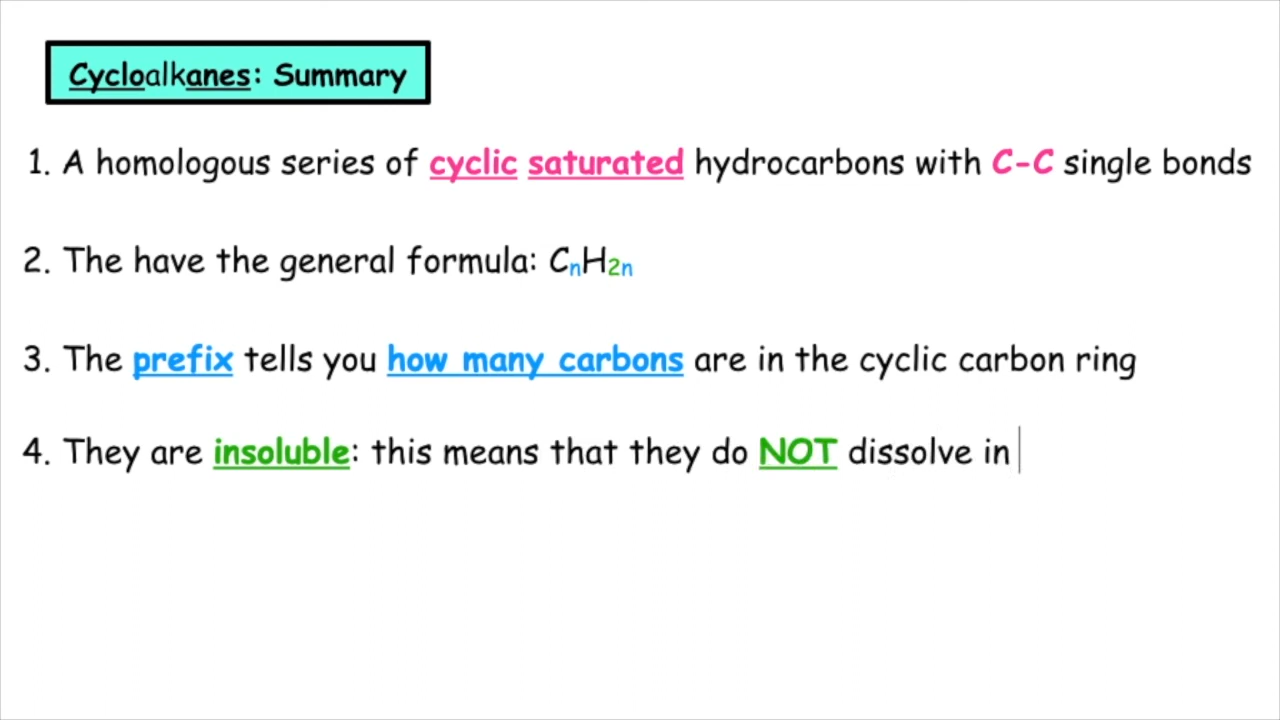 Cycloalkanes: Summary
1. A homologous series of cyclic saturated hydrocarbons with C-C single bonds
2. The have the general formula: CₙH₂ₙ
3. The prefix tells you how many carbons are in the cyclic carbon ring
4. They are insoluble: this means that they do NOT dissolve in